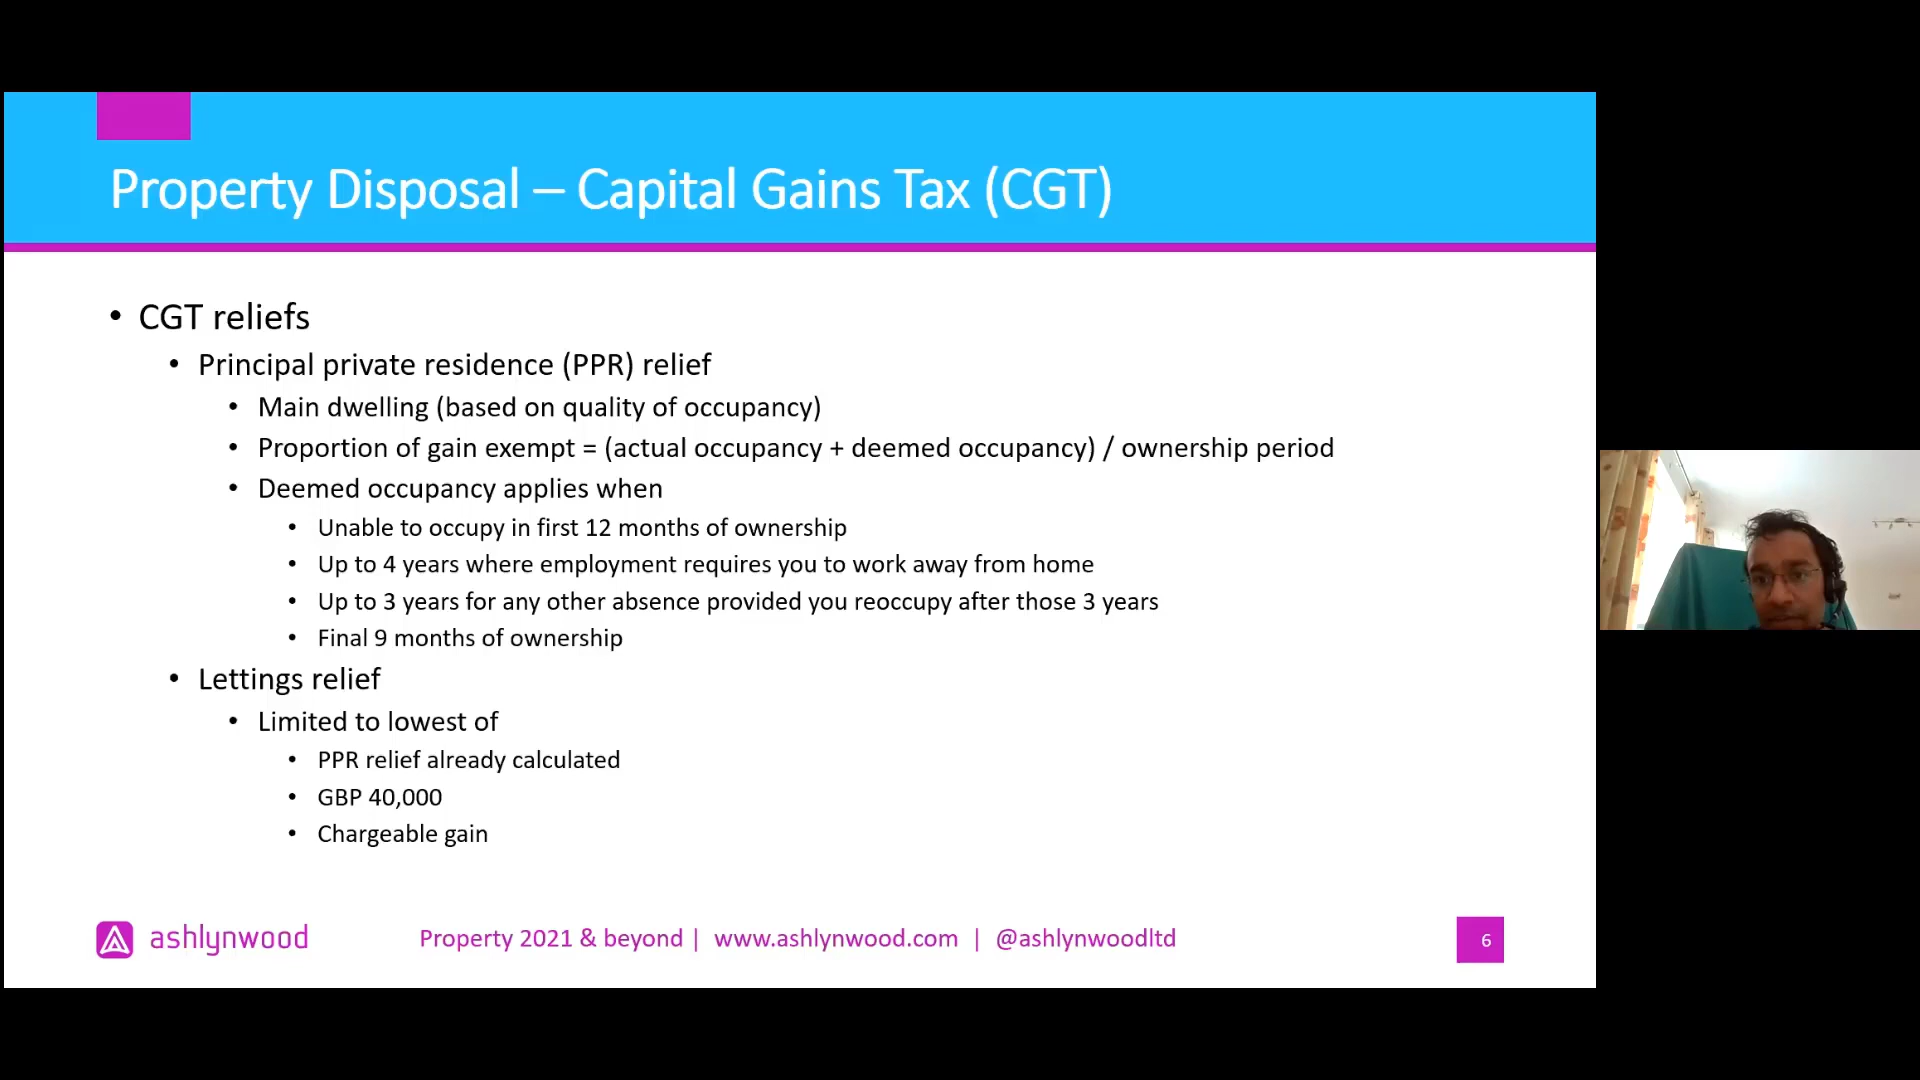 Property Disposal – Capital Gains Tax (CGT)
• CGT reliefs
• Principal private residence (PPR) relief
• Main dwelling (based on quality of occupancy)
• Proportion of gain exempt = (actual occupancy + deemed occupancy) / ownership period
• Deemed occupancy applies when
• Unable to occupy in first 12 months of ownership
• Up to 4 years where employment requires you to work away from home
• Up to 3 years for any other absence provided you reoccupy after those 3 years
• Final 9 months of ownership
• Lettings relief
• Limited to lowest of
• PPR relief already calculated
• GBP 40,000
• Chargeable gain
ashlynwood
Property 2021 & beyond | www.ashlynwood.com | @ashlynwoodltd
6